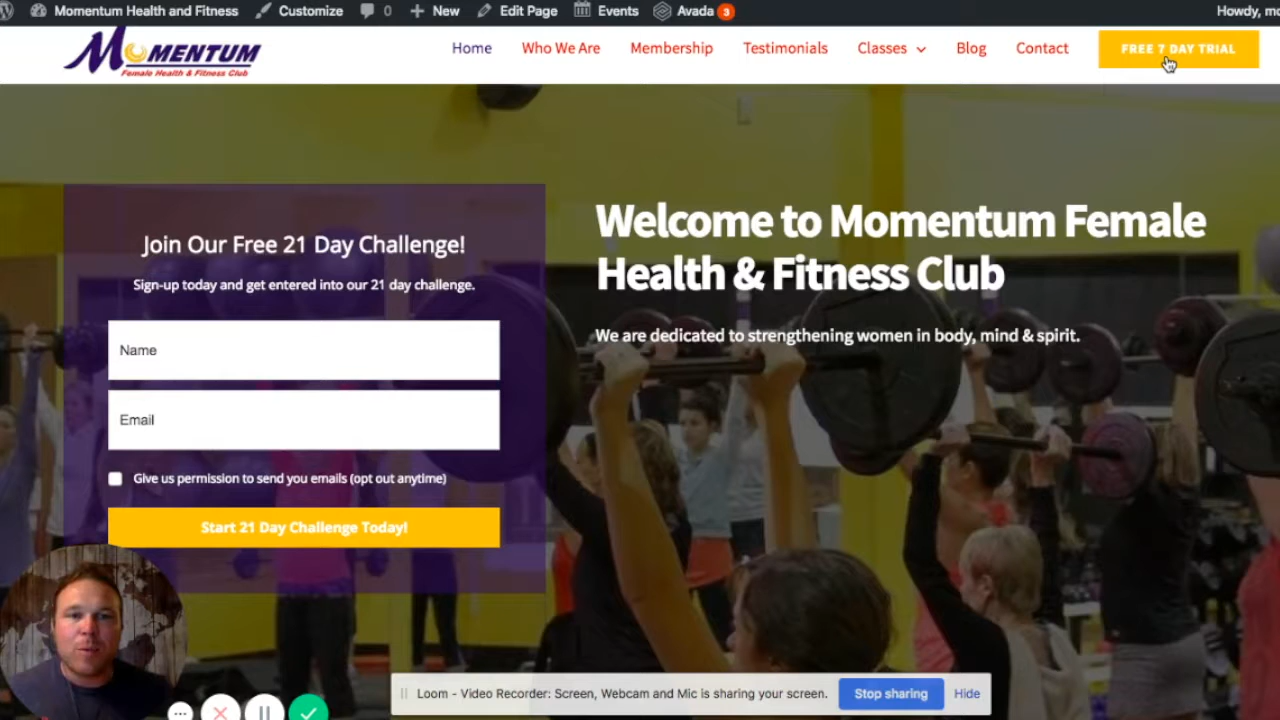 Momentum Health and Fitness Customize 0 New Edit Page Events Avada 3 Howdy, mo
MOMENTUM
Female Health & Fitness Club
Home Who We Are Membership Testimonials Classes Blog Contact FREE 7 DAY TRIAL
Join Our Free 21 Day Challenge!
Sign-up today and get entered into our 21 day challenge.
Name
Email
Give us permission to send you emails (opt out anytime)
Start 21 Day Challenge Today!
Welcome to Momentum Female
Health & Fitness Club
We are dedicated to strengthening women in body, mind & spirit.
Loom - Video Recorder: Screen, Webcam and Mic is sharing your screen. Stop sharing Hide